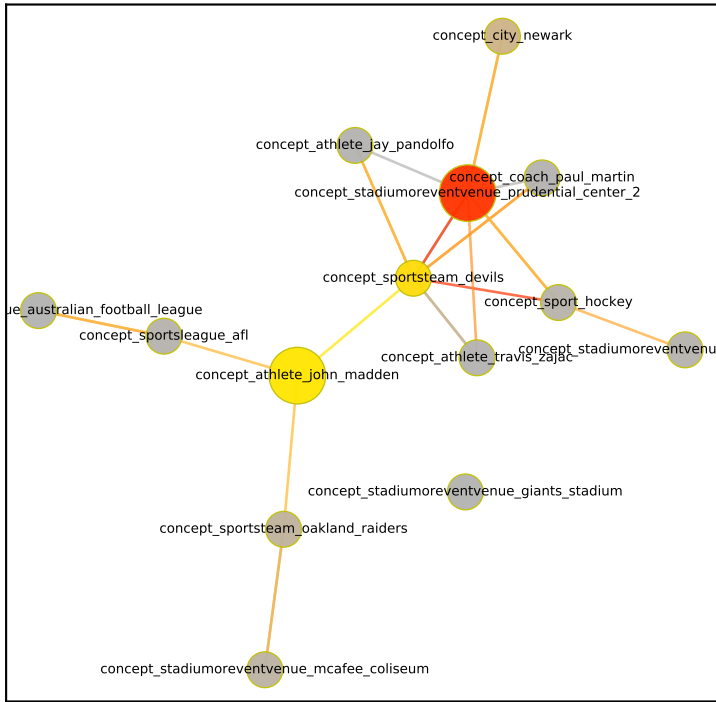 concept_city_newark
concept_athlete_jay_pandolfo
concept_coach_paul_martin
concept_stadiumoreventvenue_prudential_center_2
concept_sportsteam_devils
concept_sport_hockey
ue_australian_football_league
concept_sportsleague_afl
concept_stadiumoreventvenu
concept_athlete_travis_zajac
concept_athlete_john_madden
concept_stadiumoreventvenue_giants_stadium
concept_sportsteam_oakland_raiders
concept_stadiumoreventvenue_mcafee_coliseum